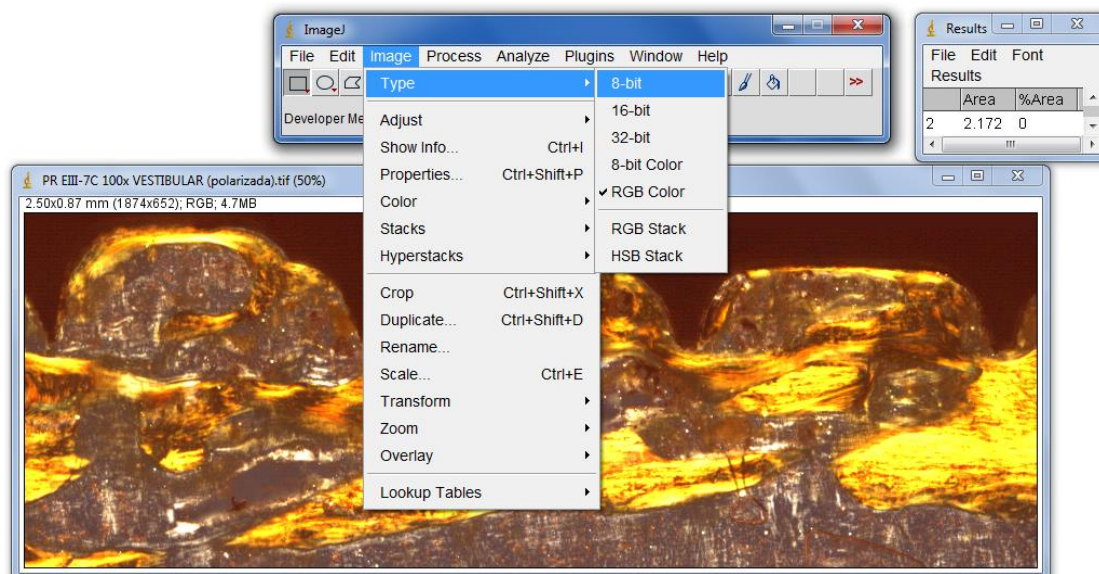 ImageJ
File Edit Image Process Analyze Plugins Window Help
>>
Developer Me
Type
Adjust
Show Info... Ctrl+I
Properties... Ctrl+Shift+P
Color
Stacks
Hyperstacks
Crop Ctrl+Shift+X
Duplicate... Ctrl+Shift+D
Rename...
Scale... Ctrl+E
Transform
Zoom
Overlay
Lookup Tables
8-bit
16-bit
32-bit
8-bit Color
RGB Color
RGB Stack
HSB Stack
Results
File Edit Font
Results
Area %Area
2 2.172 0
PR EIII-7C 100x VESTIBULAR (polarizada).tif (50%)
2.50x0.87 mm (1874x652); RGB; 4.7MB